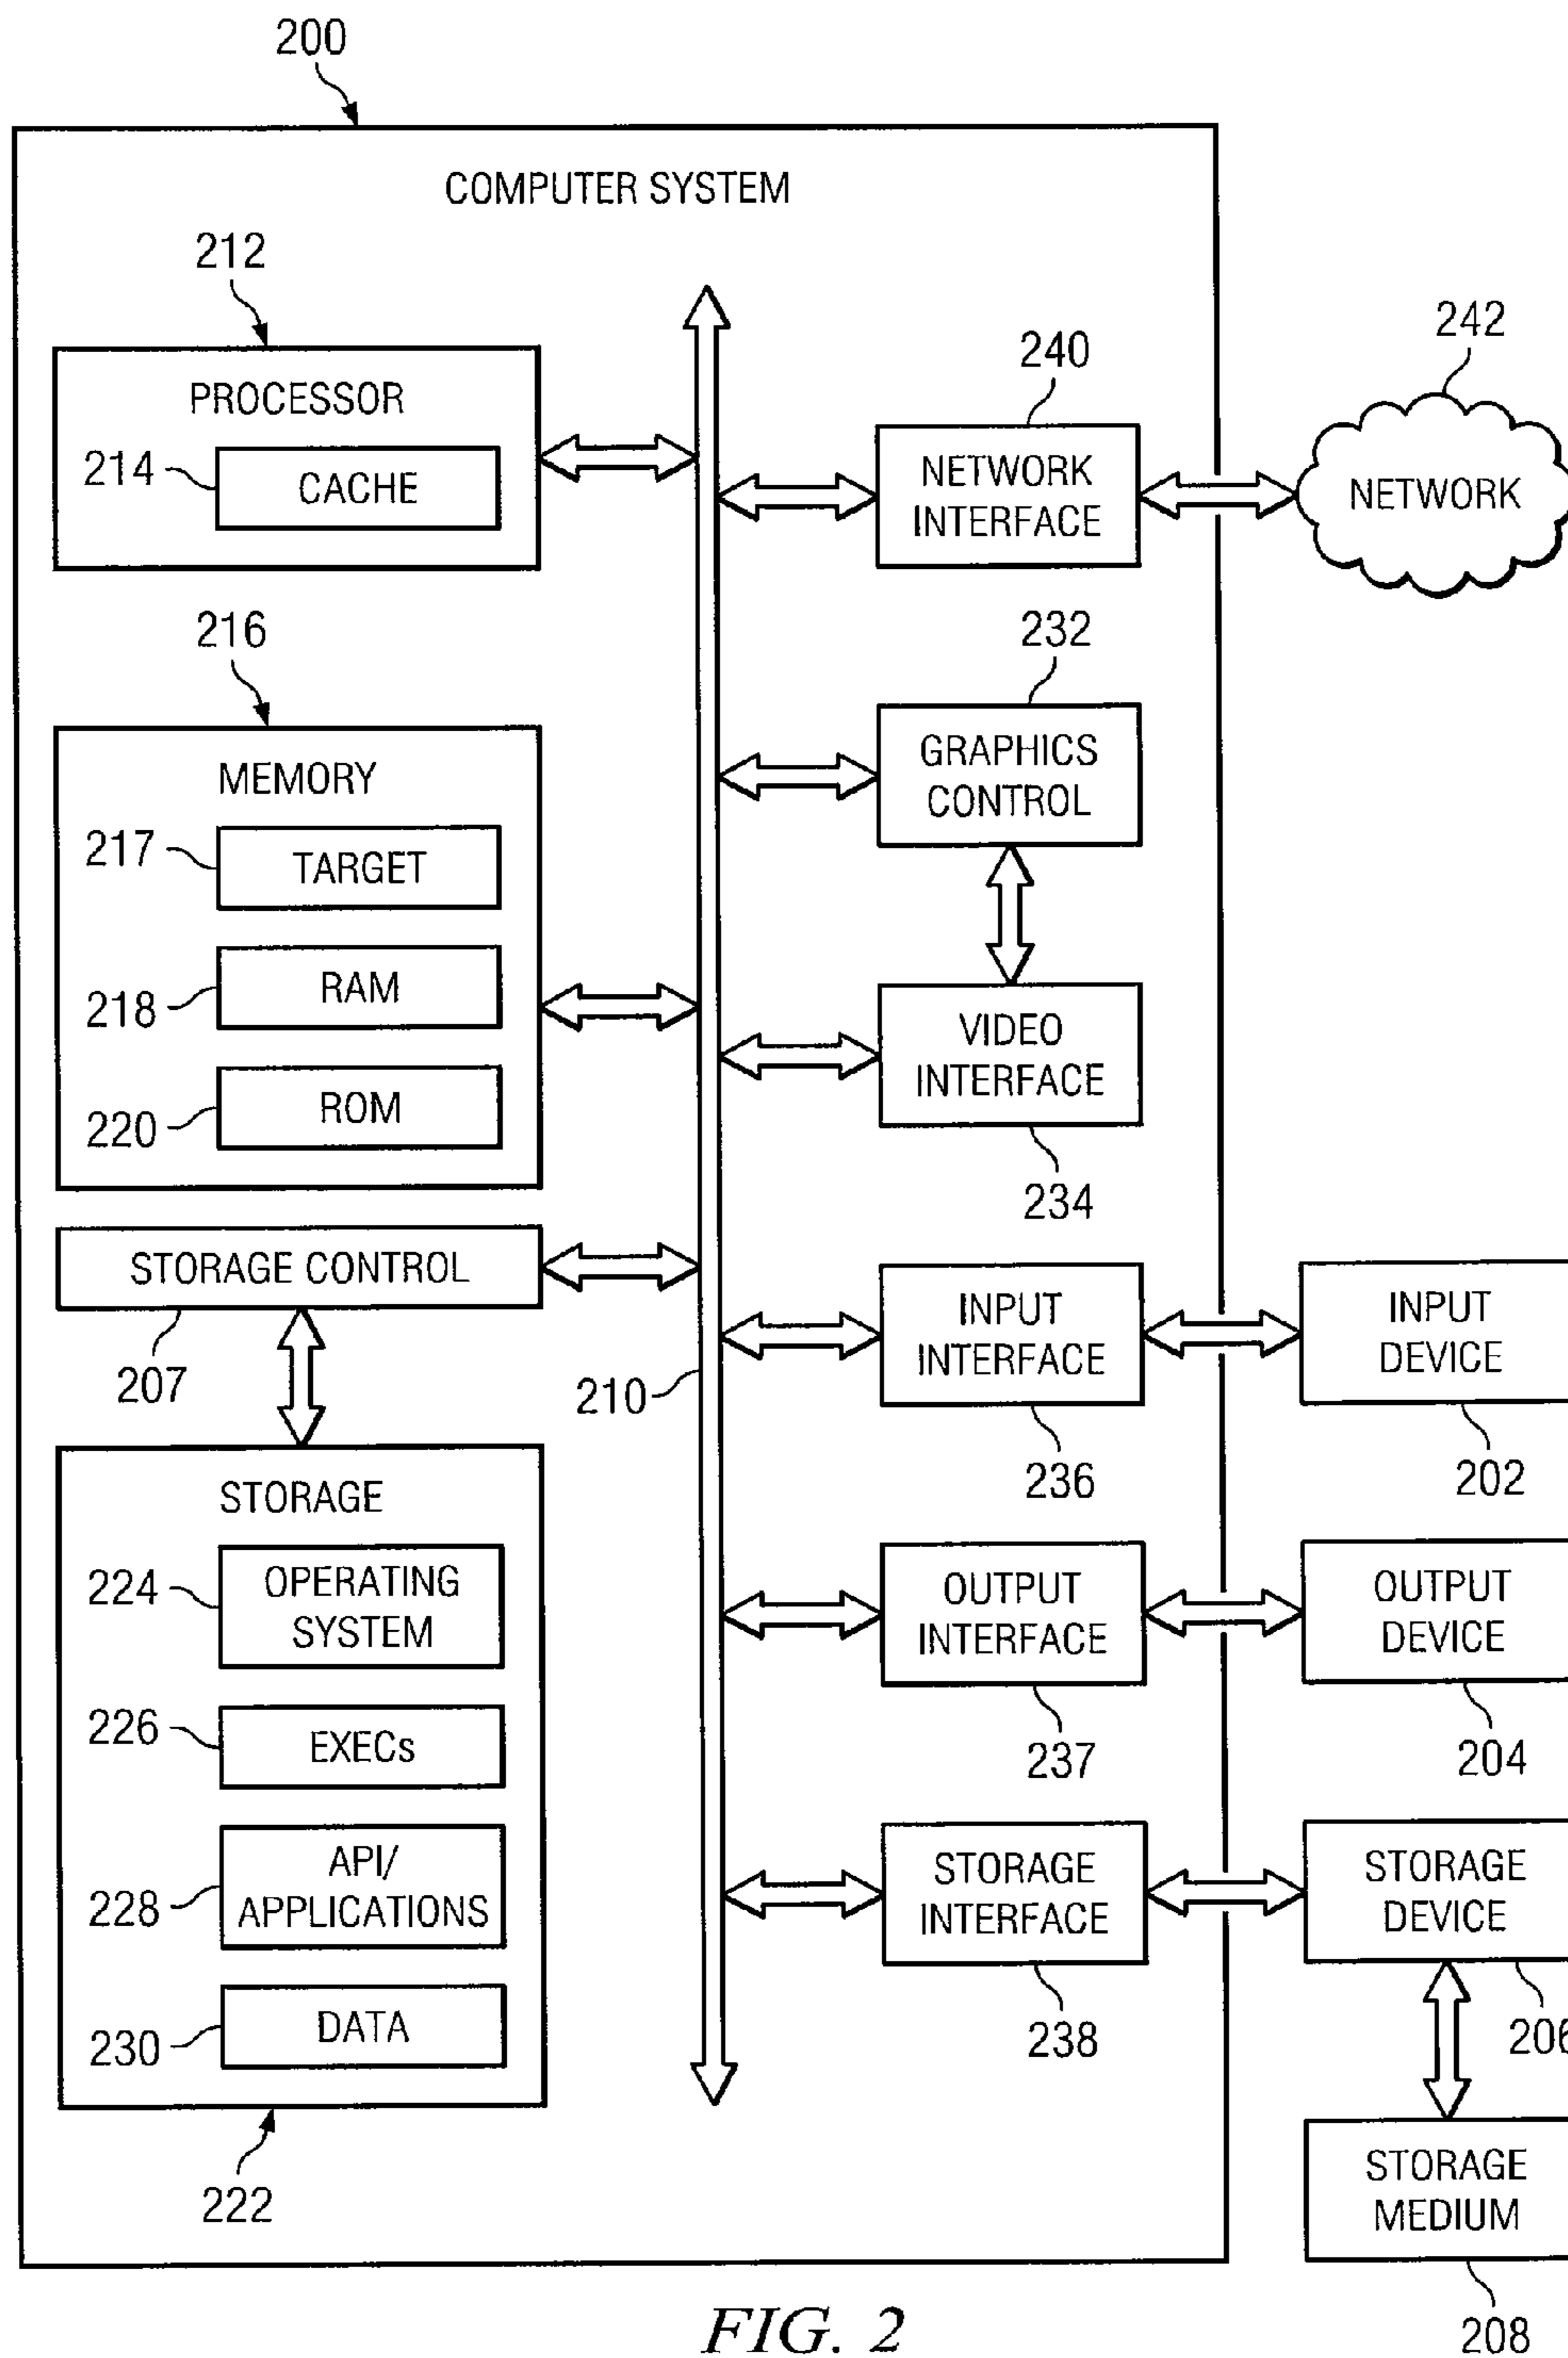 200
COMPUTER SYSTEM
212
PROCESSOR
214
CACHE
240
NETWORK
INTERFACE
242
NETWORK
216
MEMORY
217
TARGET
218
RAM
220
ROM
232
GRAPHICS
CONTROL
VIDEO
INTERFACE
234
STORAGE CONTROL
207
210
INPUT
INTERFACE
236
INPUT
DEVICE
202
STORAGE
224
OPERATING
SYSTEM
226
EXECs
228
API/
APPLICATIONS
230
DATA
222
OUTPUT
INTERFACE
237
OUTPUT
DEVICE
204
STORAGE
INTERFACE
238
STORAGE
DEVICE
206
STORAGE
MEDIUM
208
FIG. 2